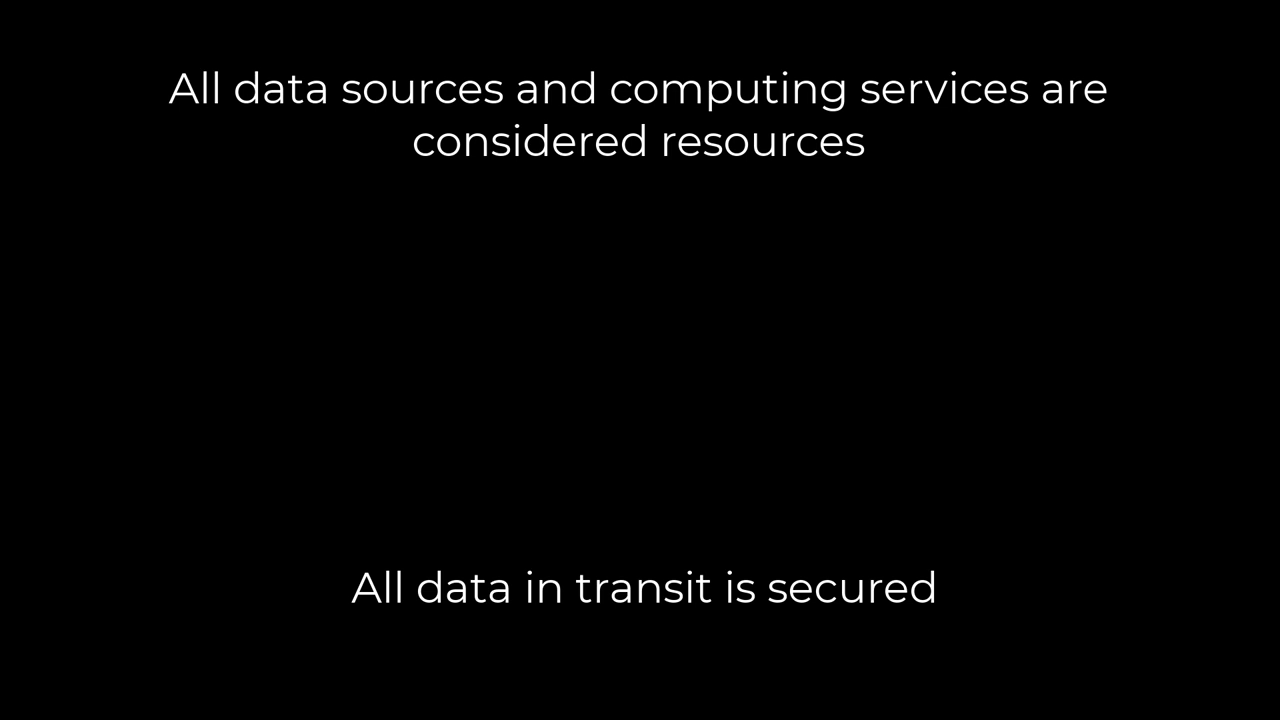 All data sources and computing services are
considered resources
All data in transit is secured